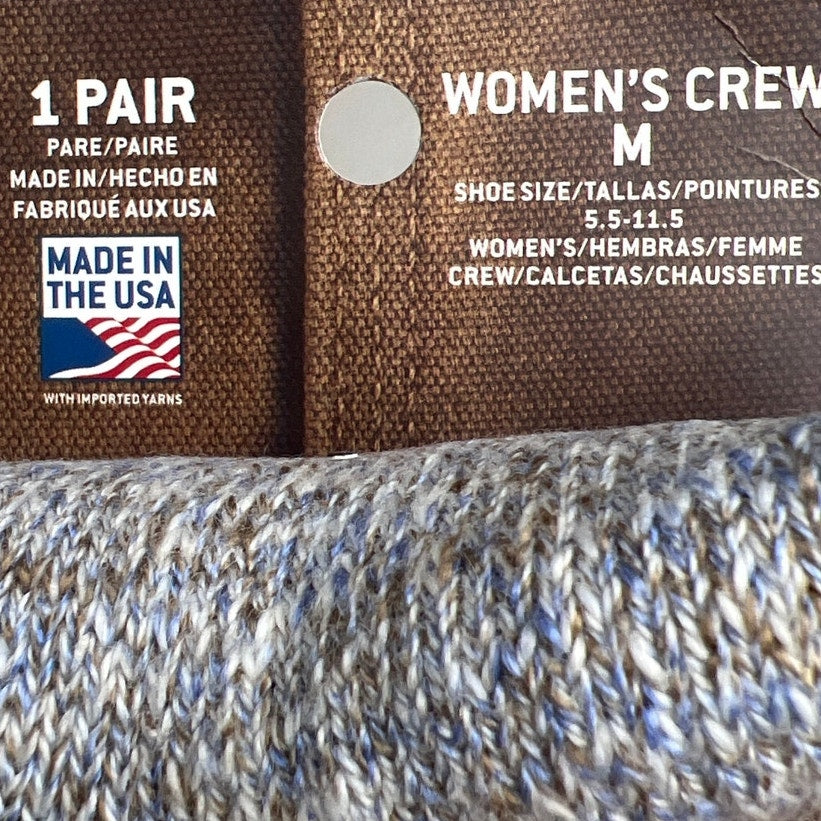 1 PAIR
PARE/PAIRE
MADE IN/HECHO EN
FABRIQUÉ AUX USA
MADE IN
THE USA
WITH IMPORTED YARNS
WOMEN'S CREW
M
SHOE SIZE/TALLAS/POINTURES
5.5-11.5
WOMEN'S/HEMBRAS/FEMME
CREW/CALCETAS/CHAUSSETTES